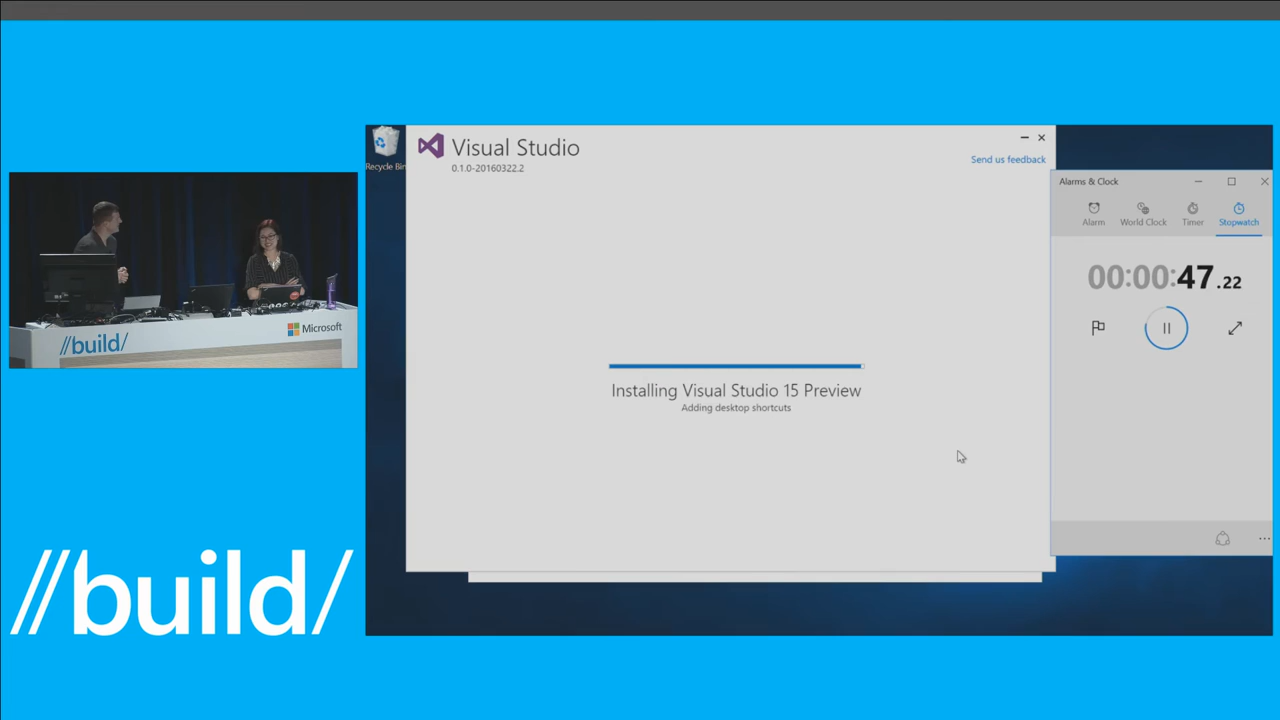 Recycle Bin
Visual Studio
0.1.0-20160322.2
Send us feedback
Installing Visual Studio 15 Preview
Adding desktop shortcuts
Alarms & Clock
Alarm
World Clock
Timer
Stopwatch
00:00:47.22
//build/
Microsoft
//build/